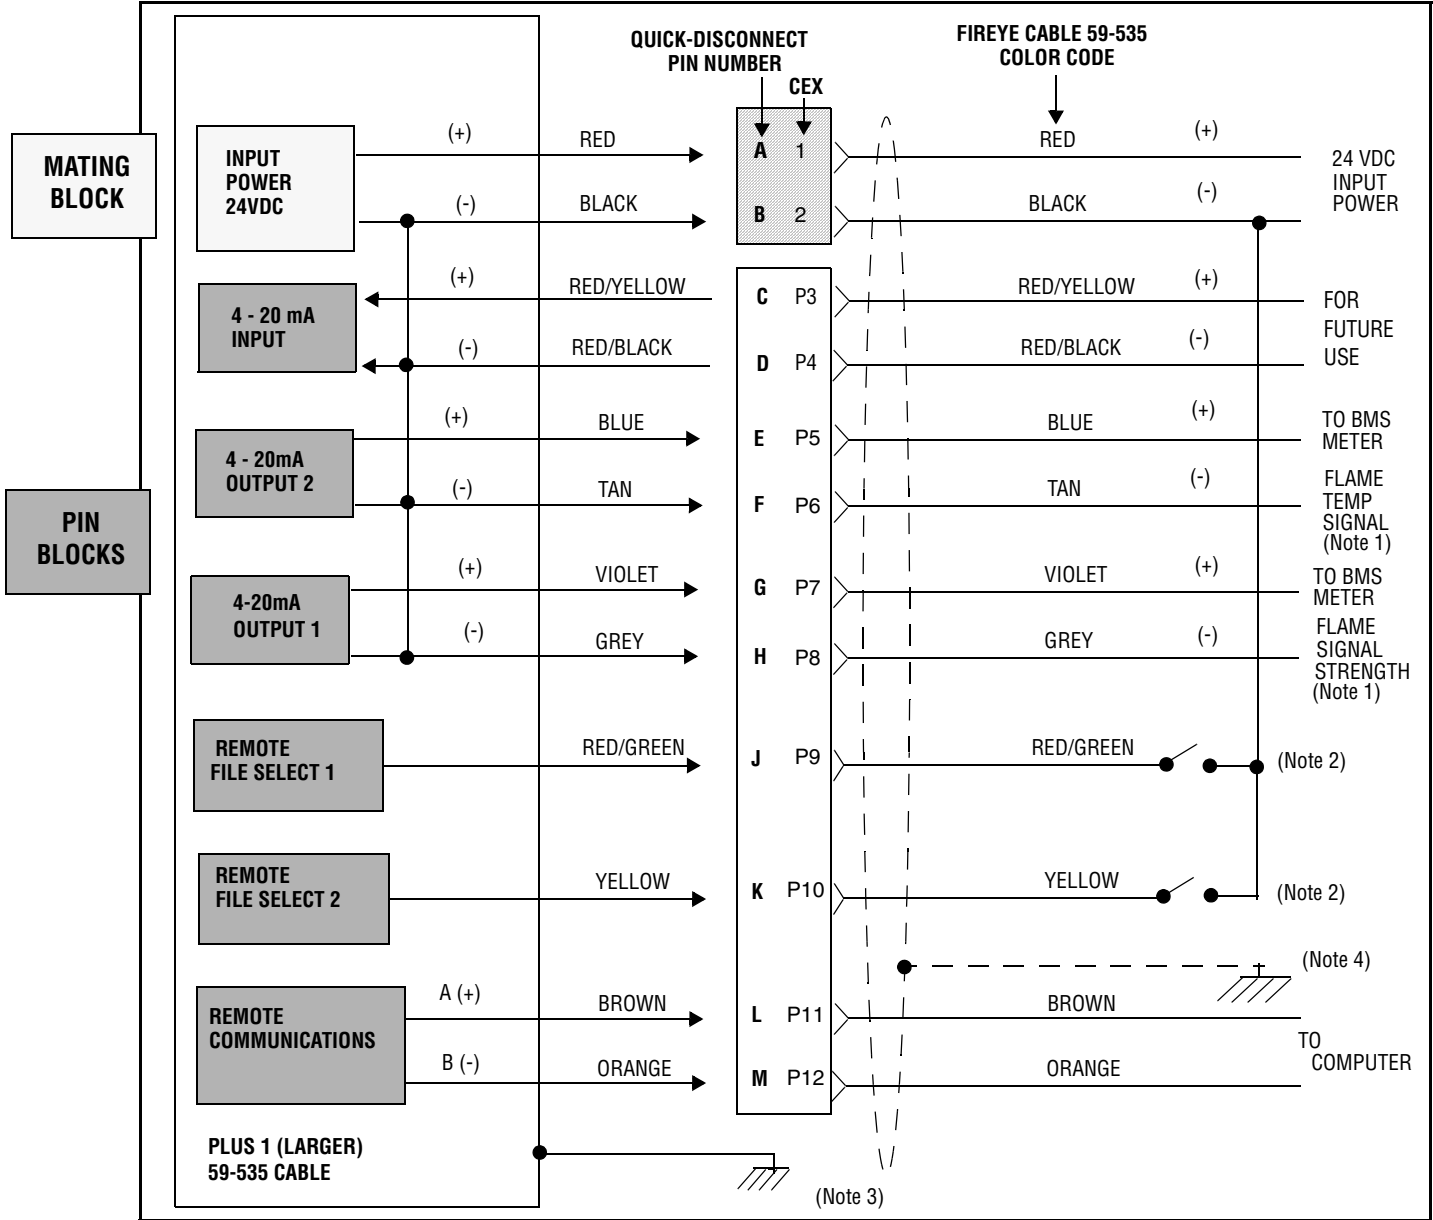 QUICK-DISCONNECT
PIN NUMBER
CEX
FIREYE CABLE 59-535
COLOR CODE
MATING
BLOCK
INPUT
POWER
24VDC
(+)
RED
A 1
RED
(+)
24 VDC
INPUT
POWER
(-)
BLACK
B 2
BLACK
(-)
4 - 20 mA
INPUT
(+)
RED/YELLOW
C P3
RED/YELLOW
(+)
FOR
FUTURE
USE
(-)
RED/BLACK
D P4
RED/BLACK
(-)
4 - 20mA
OUTPUT 2
(+)
BLUE
E P5
BLUE
(+)
TO BMS
METER
(-)
TAN
F P6
TAN
(-)
FLAME
TEMP
SIGNAL
(Note 1)
PIN
BLOCKS
4-20mA
OUTPUT 1
(+)
VIOLET
G P7
VIOLET
(+)
TO BMS
METER
(-)
GREY
H P8
GREY
(-)
FLAME
SIGNAL
STRENGTH
(Note 1)
REMOTE
FILE SELECT 1
RED/GREEN
J P9
RED/GREEN
(Note 2)
REMOTE
FILE SELECT 2
YELLOW
K P10
YELLOW
(Note 2)
(Note 4)
REMOTE
COMMUNICATIONS
A (+)
BROWN
L P11
BROWN
TO
COMPUTER
B (-)
ORANGE
M P12
ORANGE
PLUS 1 (LARGER)
59-535 CABLE
(Note 3)